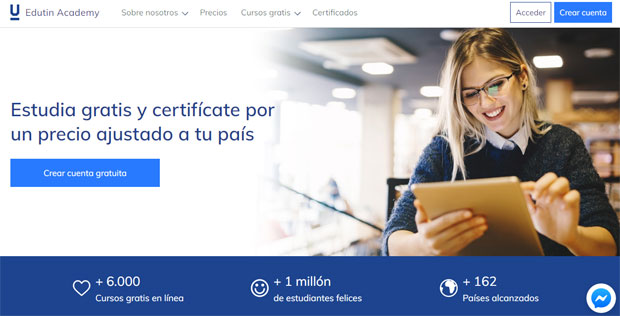 Edutin Academy Sobre nosotros Precios Cursos gratis Certificados Acceder Crear cuenta
Estudia gratis y certifícate por
un precio ajustado a tu país
Crear cuenta gratuita
+ 6.000
Cursos gratis en línea
+ 1 millón
de estudiantes felices
+ 162
Países alcanzados